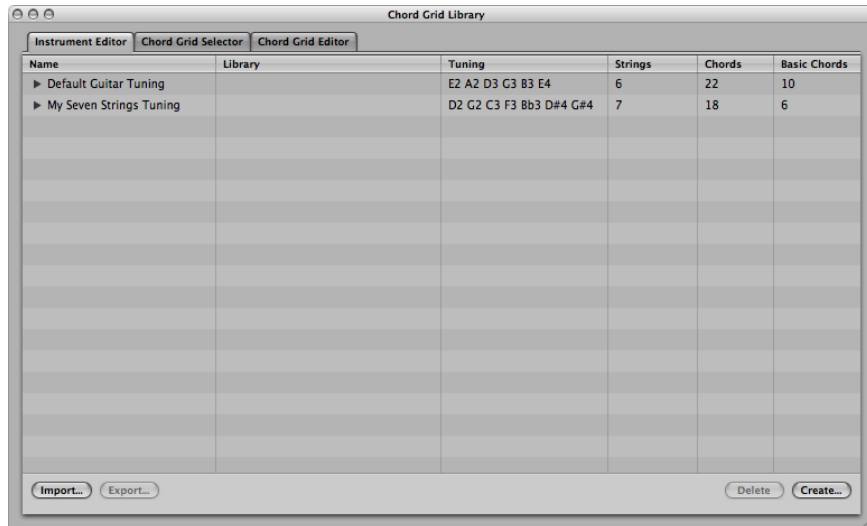 Chord Grid Library
Instrument Editor Chord Grid Selector Chord Grid Editor
Name Library Tuning Strings Chords Basic Chords
Default Guitar Tuning E2 A2 D3 G3 B3 E4 6 22 10
My Seven Strings Tuning D2 G2 C3 F3 Bb3 D#4 G#4 7 18 6
Import... Export... Delete Create...